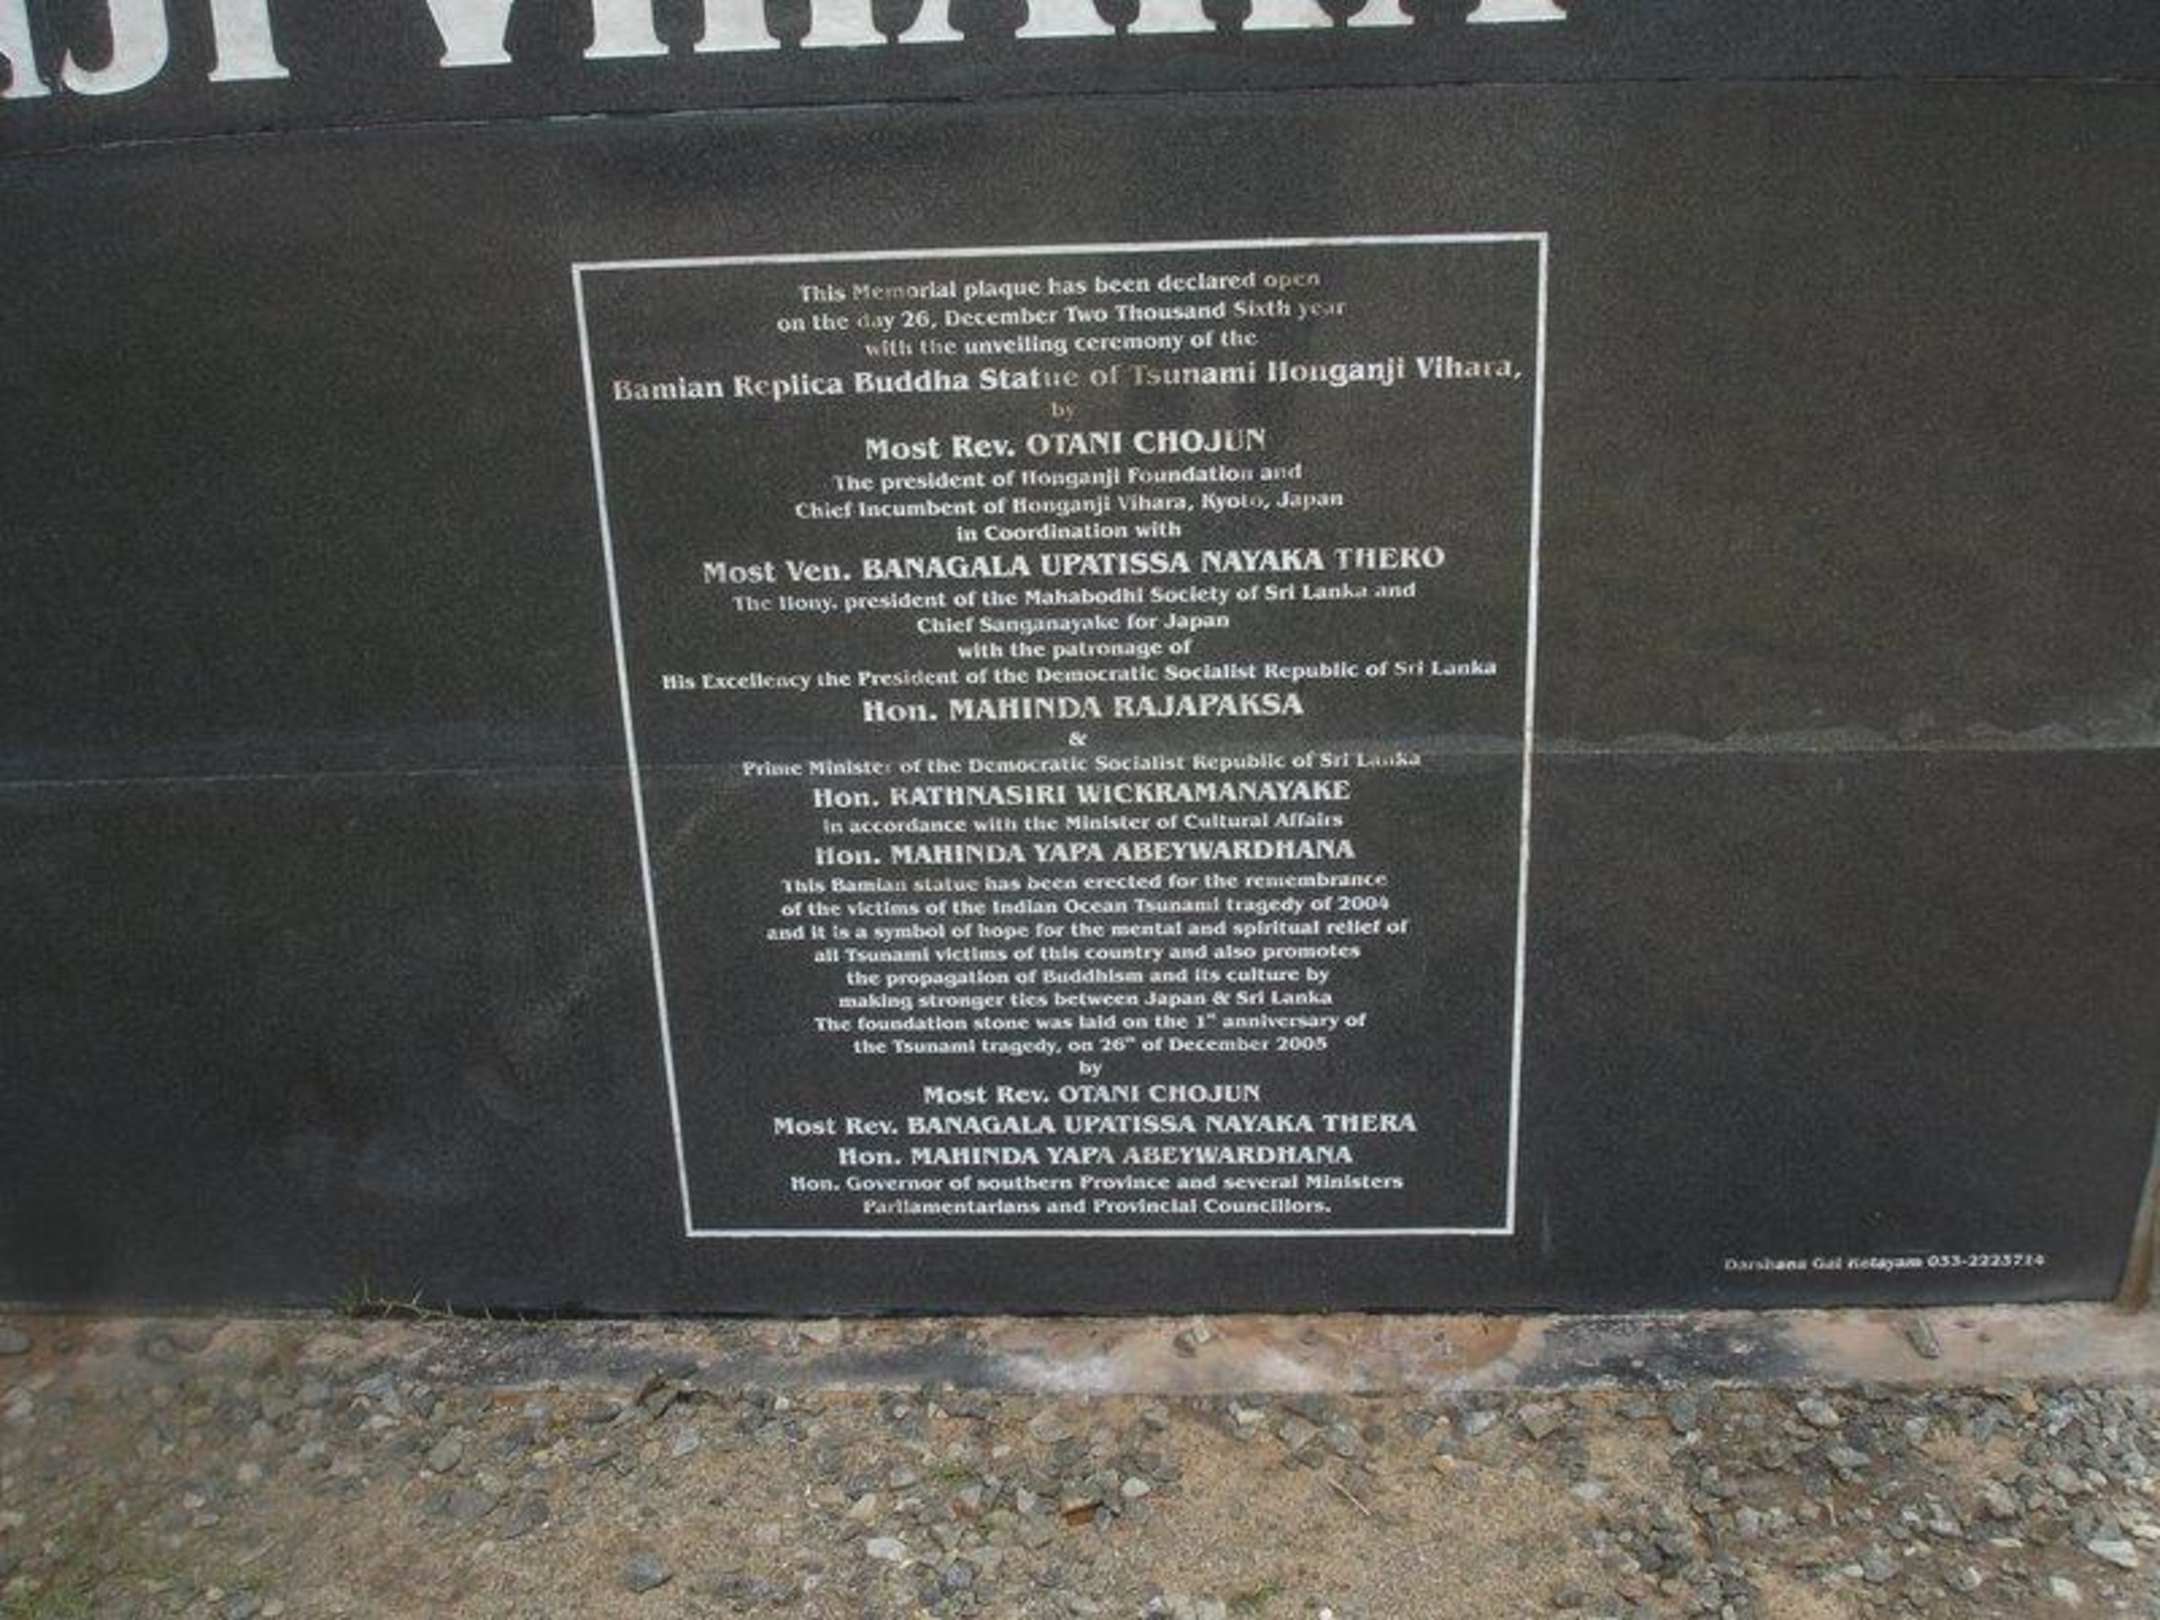 JI VIHARA
This Memorial plaque has been declared open
on the day 26, December Two Thousand Sixth year
with the unveiling ceremony of the
Bamian Replica Buddha Statue of Tsunami Honganji Vihara,
by
Most Rev. OTANI CHOJUN
The president of Honganji Foundation and
Chief Incumbent of Honganji Vihara, Kyoto, Japan
in Coordination with
Most Ven. BANAGALA UPATISSA NAYAKA THERO
The Hony. president of the Mahabodhi Society of Sri Lanka and
Chief Sanganayake for Japan
with the patronage of
His Excellency the President of the Democratic Socialist Republic of Sri Lanka
Hon. MAHINDA RAJAPAKSA
&
Prime Minister of the Democratic Socialist Republic of Sri Lanka
Hon. RATHNASIRI WICKRAMANAYAKE
in accordance with the Minister of Cultural Affairs
Hon. MAHINDA YAPA ABEYWARDHANA
This Bamian statue has been erected for the remembrance
of the victims of the Indian Ocean Tsunami tragedy of 2004
and it is a symbol of hope for the mental and spiritual relief of
all Tsunami victims of this country and also promotes
the propagation of Buddhism and its culture by
making stronger ties between Japan & Sri Lanka
The foundation stone was laid on the 1st anniversary of
the Tsunami tragedy, on 26th of December 2005
by
Most Rev. OTANI CHOJUN
Most Rev. BANAGALA UPATISSA NAYAKA THERA
Hon. MAHINDA YAPA ABEYWARDHANA
Hon. Governor of southern Province and several Ministers
Parliamentarians and Provincial Councillors.
Darshana Gal Ketayam 033-2223714